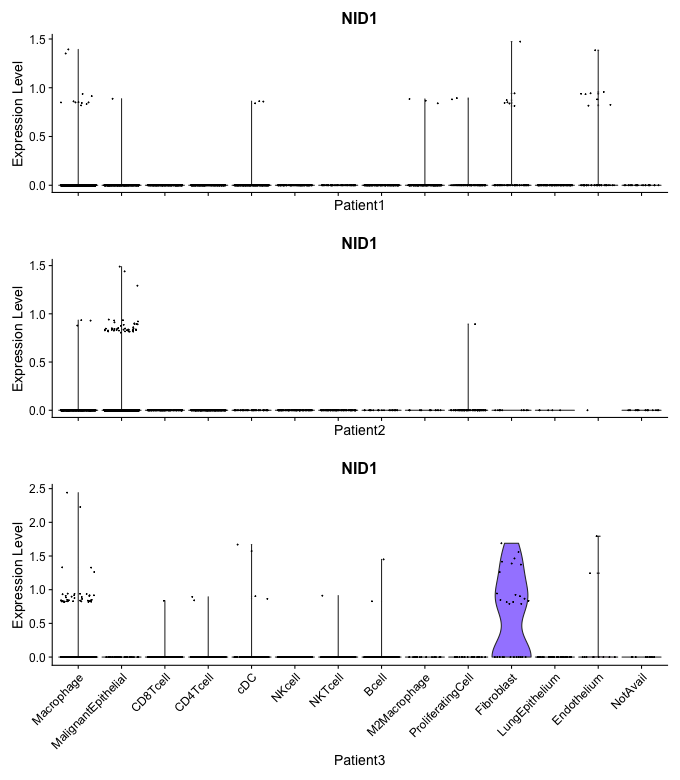 NID1
Expression Level
1.5
1.0
0.5
0.0
Patient1
NID1
Expression Level
1.5
1.0
0.5
0.0
Patient2
NID1
Expression Level
2.5
2.0
1.5
1.0
0.5
0.0
Macrophage
MalignantEpithelial
CD8Tcell
CD4Tcell
cDC
NKcell
NKTcell
Bcell
M2Macrophage
ProliferatingCell
Fibroblast
LungEpithelium
Endothelium
NotAvail
Patient3